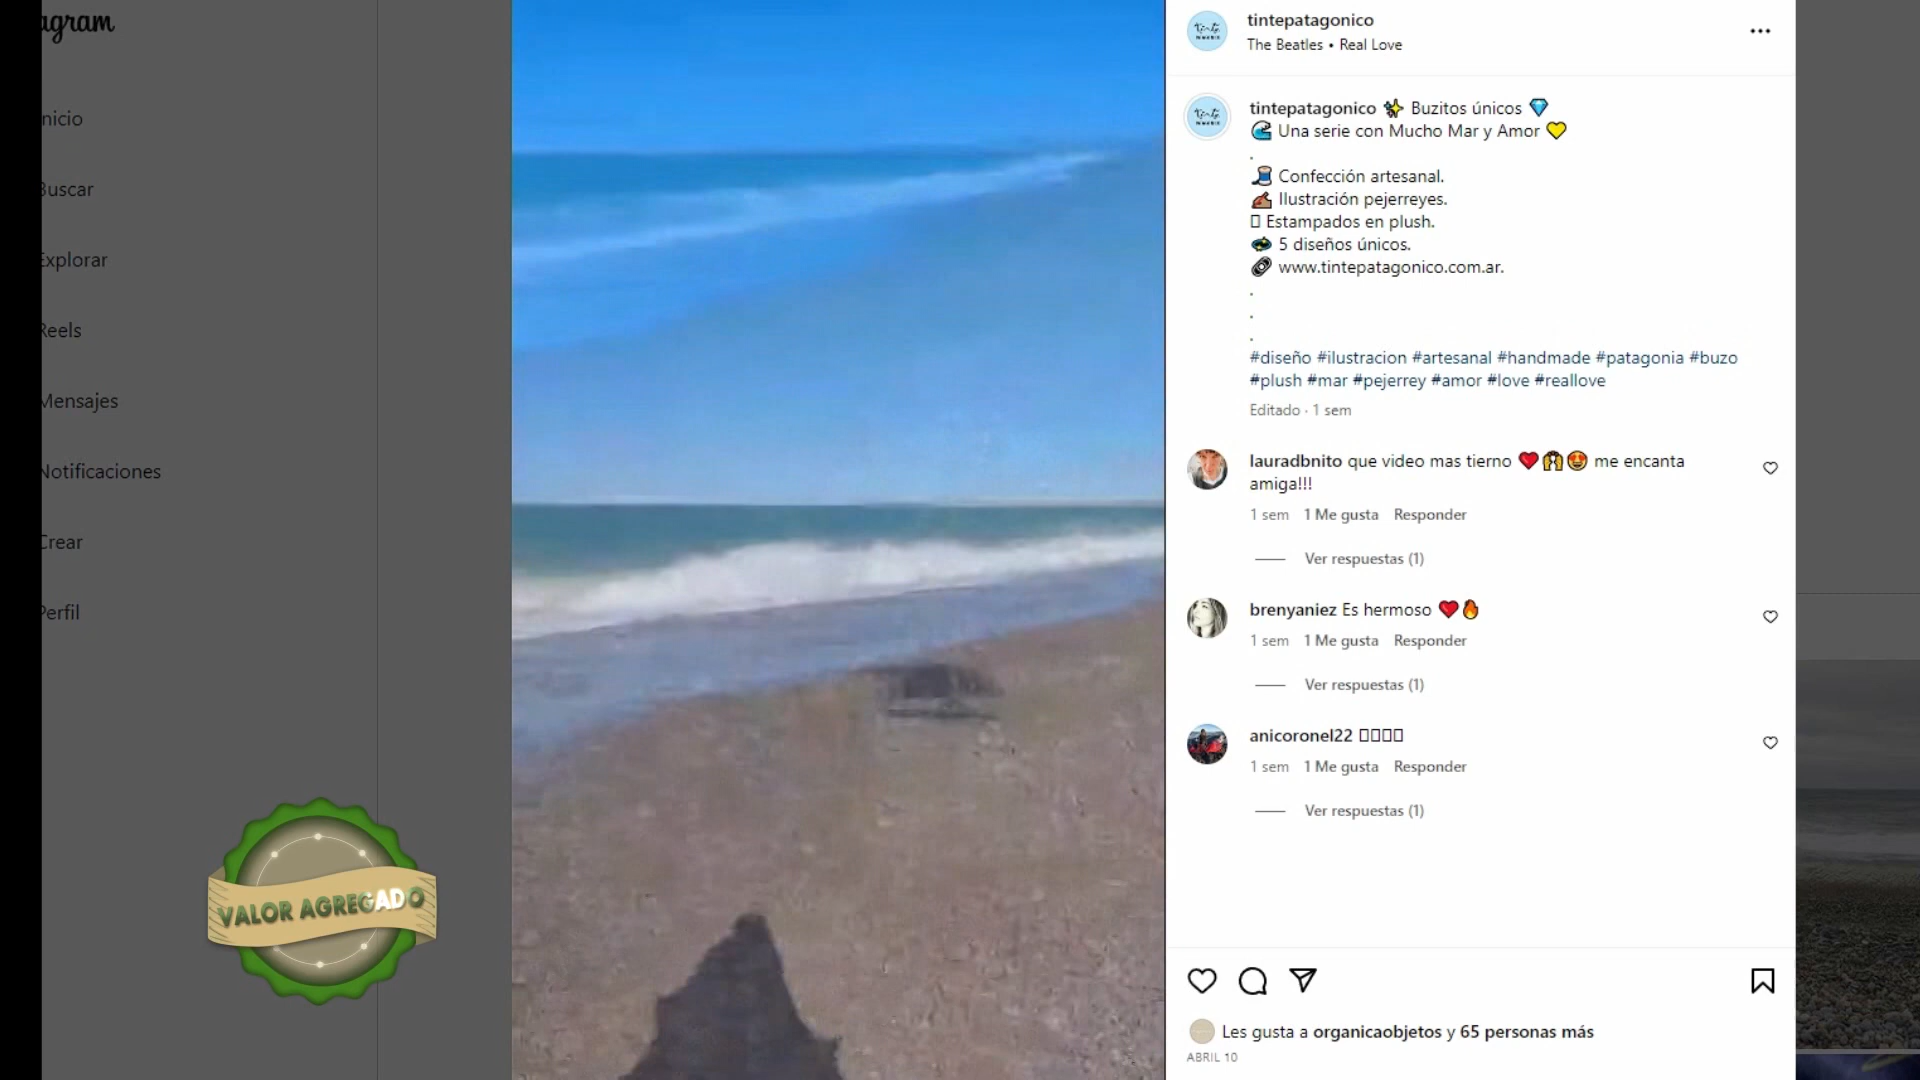 agram
nicio
Buscar
Explorar
Reels
Mensajes
Notificaciones
Crear
Perfil
VALOR AGREGADO
tintepatagonico
The Beatles • Real Love
tintepatagonico ✨ Buzitos únicos 💎
🌊 Una serie con Mucho Mar y Amor 💛
.
🧵 Confección artesanal.
✍🏽 Ilustración pejerreyes.
Estampados en plush.
5 diseños únicos.
www.tintepatagonico.com.ar.
.
.
.
#diseño #ilustracion #artesanal #handmade #patagonia #buzo
#plush #mar #pejerrey #amor #love #reallove
Editado · 1 sem
lauradbnito que video mas tierno ❤️🙌😍 me encanta
amiga!!!
1 sem 1 Me gusta Responder
Ver respuestas (1)
brenyaniez Es hermoso ❤️🔥
1 sem 1 Me gusta Responder
Ver respuestas (1)
anicoronel22
1 sem 1 Me gusta Responder
Ver respuestas (1)
Les gusta a organicaobjetos y 65 personas más
ABRIL 10